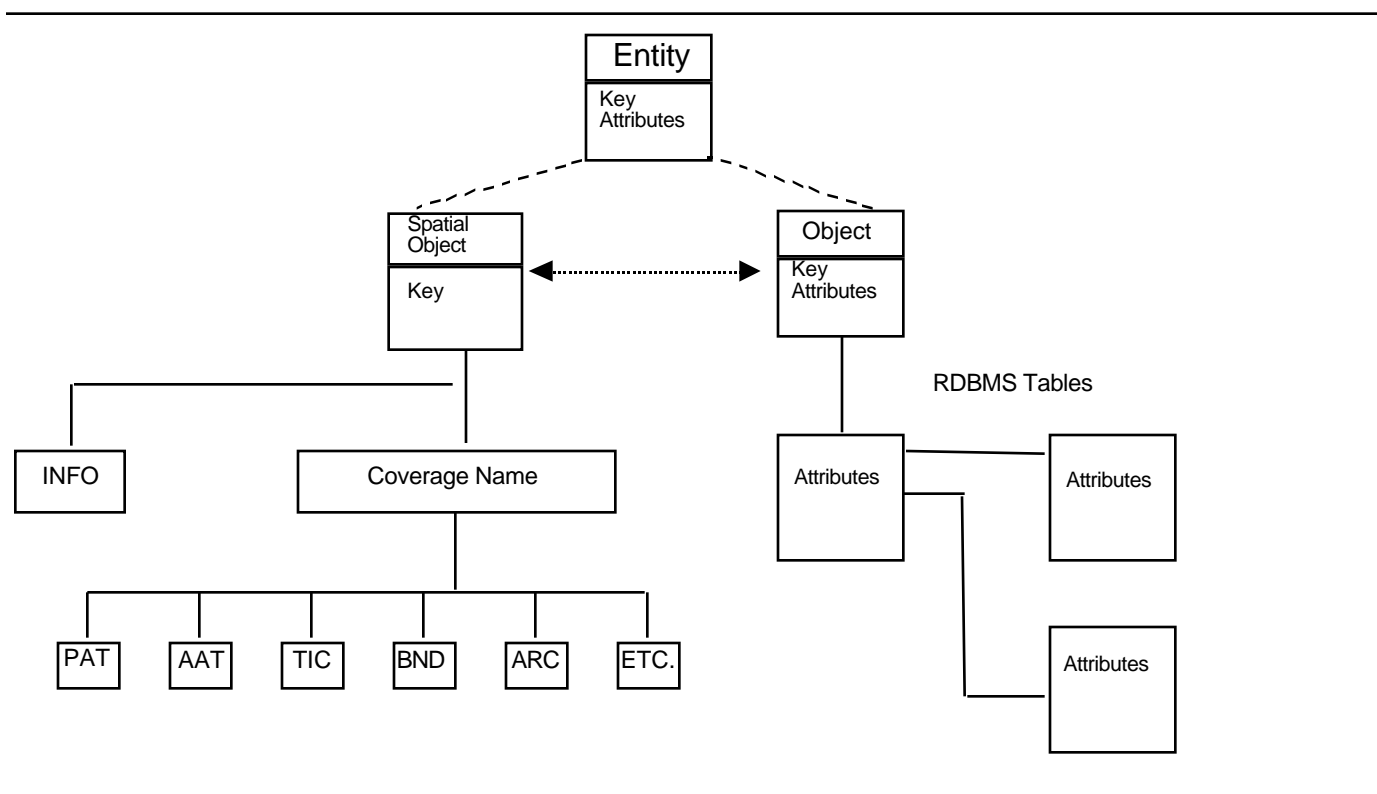 Entity
Key
Attributes
Spatial
Object
Key
Object
Key
Attributes
RDBMS Tables
INFO
Coverage Name
Attributes
Attributes
PAT
AAT
TIC
BND
ARC
ETC.
Attributes